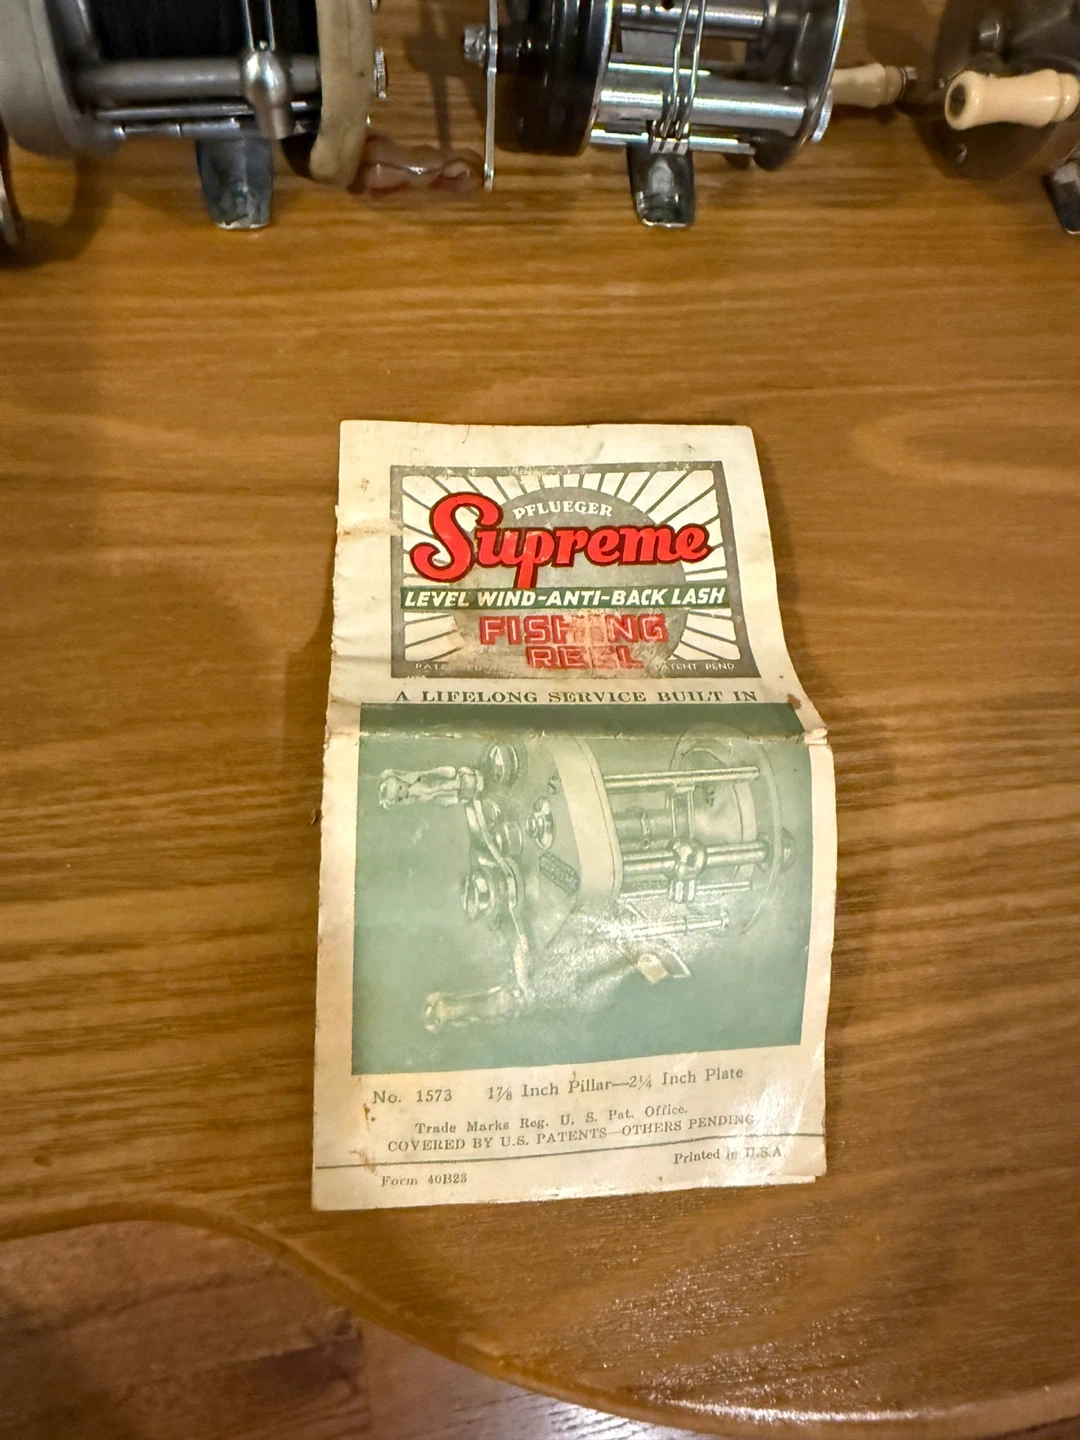 PFLUEGER
Supreme
LEVEL WIND-ANTI-BACK LASH
FISHING
REEL
PATENT PEND
A LIFELONG SERVICE BUILT IN
No. 1573 1⅞ Inch Pillar—2¼ Inch Plate
Trade Marks Reg. U. S. Pat. Office.
COVERED BY U.S. PATENTS—OTHERS PENDING
Printed in U.S.A.
Form 40B23